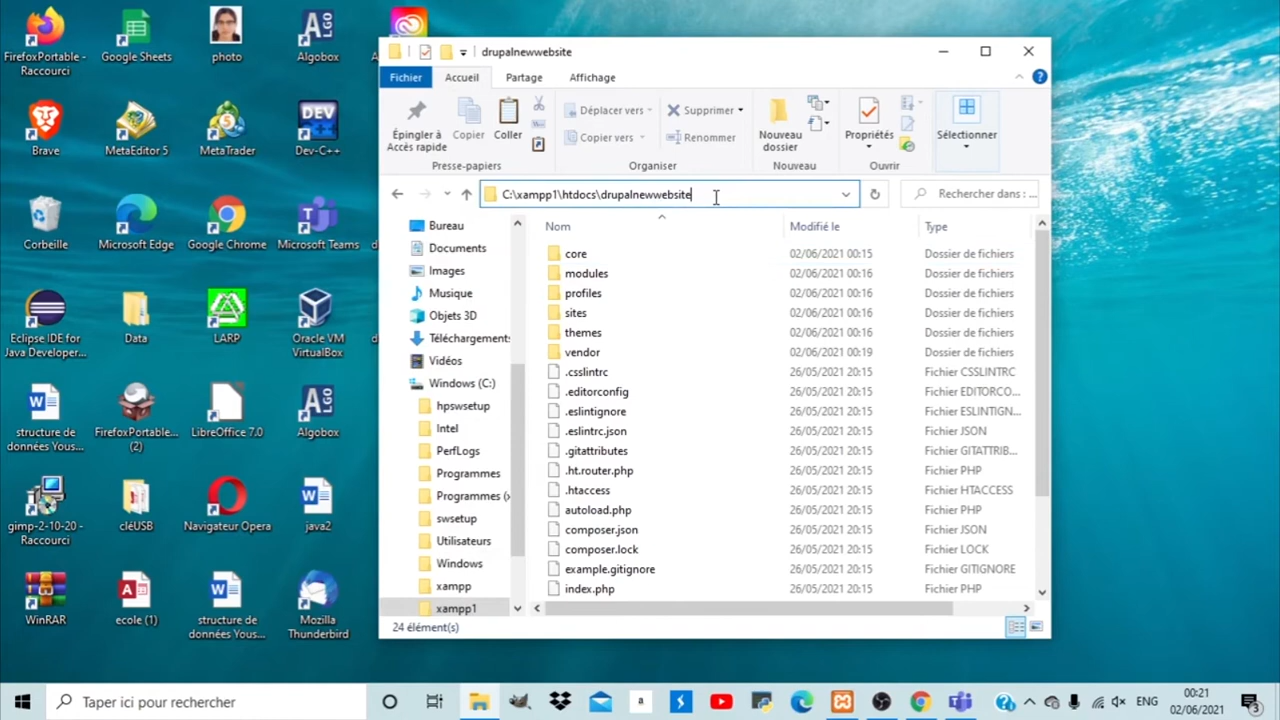 FirefoxPortable - Raccourci
Google Sheets
photo
Algobox
Brave
MetaEditor 5
MetaTrader
Dev-C++
Corbeille
Microsoft Edge
Google Chrome
Microsoft Teams
Eclipse IDE for Java Developer...
Data
LARP
Oracle VM VirtualBox
structure de données Yous...
FirefoxPortable... (2)
LibreOffice 7.0
Algobox
gimp-2-10-20 - Raccourci
cléUSB
Navigateur Opera
java2
WinRAR
ecole (1)
structure de données Yous...
Mozilla Thunderbird
drupalnewwebsite
Fichier Accueil Partage Affichage
Épingler à Accès rapide
Copier
Coller
Déplacer vers
Copier vers
Supprimer
Renommer
Nouveau dossier
Propriétés
Sélectionner
Presse-papiers Organiser Nouveau Ouvrir
C:\xampp1\htdocs\drupalnewwebsite
Rechercher dans : ...
Bureau
Documents
Images
Musique
Objets 3D
Téléchargements
Vidéos
Windows (C:)
hpswsetup
Intel
PerfLogs
Programmes
Programmes (
swsetup
Utilisateurs
Windows
xampp
xampp1
Nom Modifié le Type
core 02/06/2021 00:15 Dossier de fichiers
modules 02/06/2021 00:16 Dossier de fichiers
profiles 02/06/2021 00:16 Dossier de fichiers
sites 02/06/2021 00:16 Dossier de fichiers
themes 02/06/2021 00:16 Dossier de fichiers
vendor 02/06/2021 00:19 Dossier de fichiers
.csslintrc 26/05/2021 20:15 Fichier CSSLINTRC
.editorconfig 26/05/2021 20:15 Fichier EDITORCO...
.eslintignore 26/05/2021 20:15 Fichier ESLINTIGN...
.eslintrc.json 26/05/2021 20:15 Fichier JSON
.gitattributes 26/05/2021 20:15 Fichier GITATTRIB...
.ht.router.php 26/05/2021 20:15 Fichier PHP
.htaccess 26/05/2021 20:15 Fichier HTACCESS
autoload.php 26/05/2021 20:15 Fichier PHP
composer.json 26/05/2021 20:15 Fichier JSON
composer.lock 26/05/2021 20:15 Fichier LOCK
example.gitignore 26/05/2021 20:15 Fichier GITIGNORE
index.php 26/05/2021 20:15 Fichier PHP
24 élément(s)
Taper ici pour rechercher
ENG
00:21
02/06/2021
3